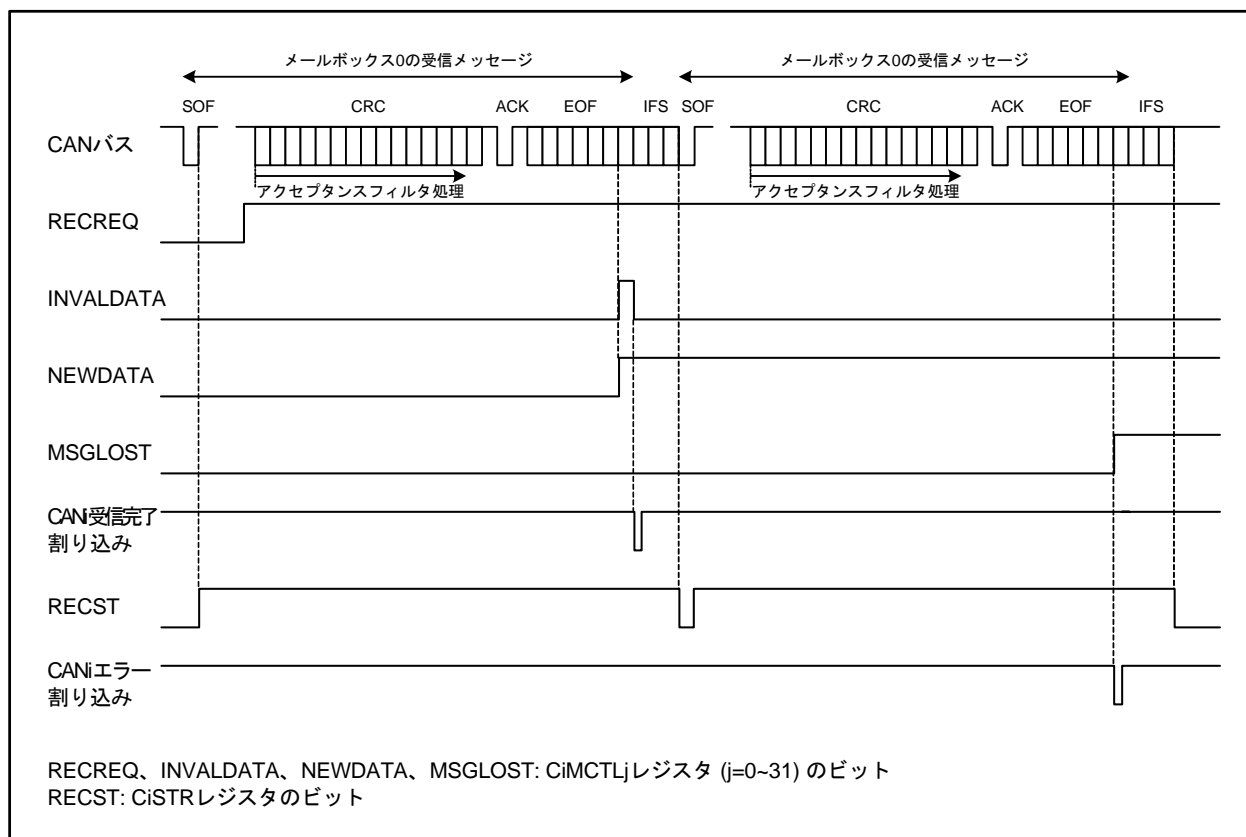 メールボックス0の受信メッセージ メールボックス0の受信メッセージ
SOF CRC ACK EOF IFS SOF CRC ACK EOF IFS
CANバス
アクセプタンスフィルタ処理 アクセプタンスフィルタ処理
RECREQ
INVALDATA
NEWDATA
MSGLOST
CANi受信完了
割り込み
RECST
CANiエラー
割り込み
RECREQ、INVALDATA、NEWDATA、MSGLOST: CiMCTLjレジスタ (j=0~31) のビット
RECST: CiSTRレジスタのビット